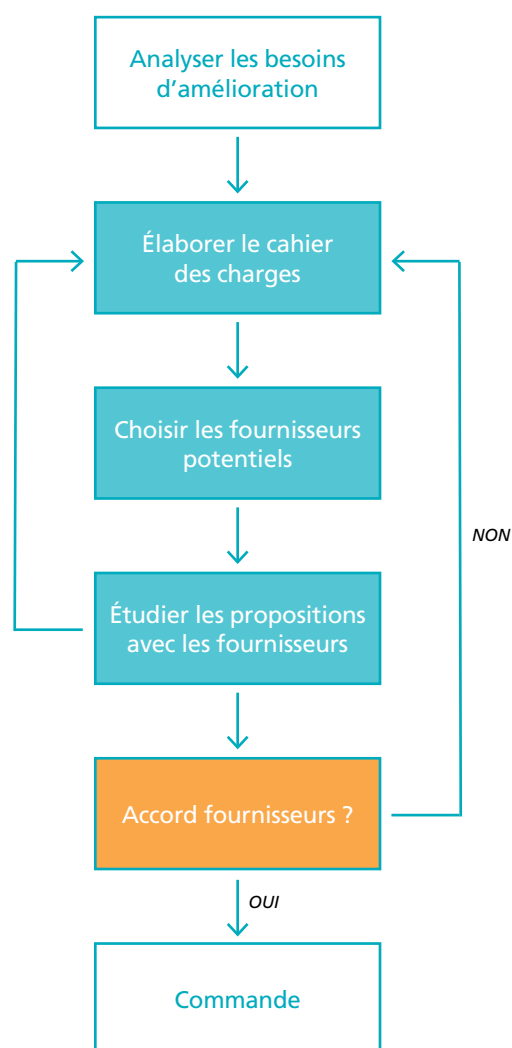 Analyser les besoins
d'amélioration
Élaborer le cahier
des charges
Choisir les fournisseurs
potentiels
NON
Étudier les propositions
avec les fournisseurs
Accord fournisseurs ?
OUI
Commande